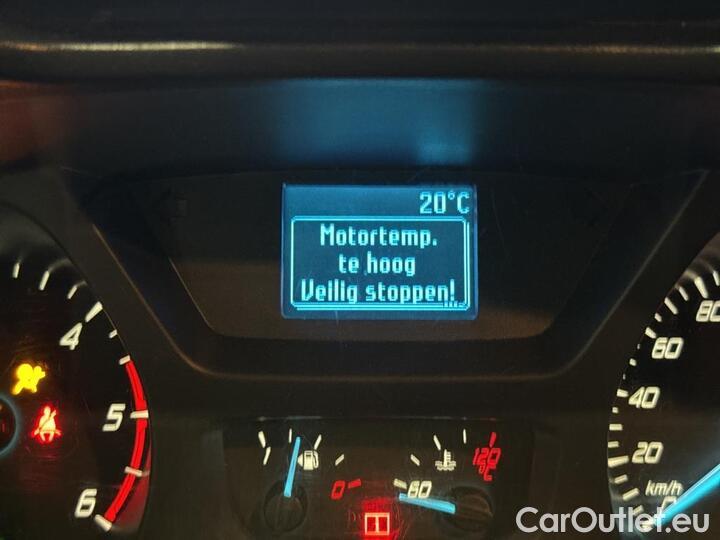 20°C
Motortemp.
te hoog
Veilig stoppen!
4
5
6
0
60
120
°C
80
60
40
20
km/h
CarOutlet.eu